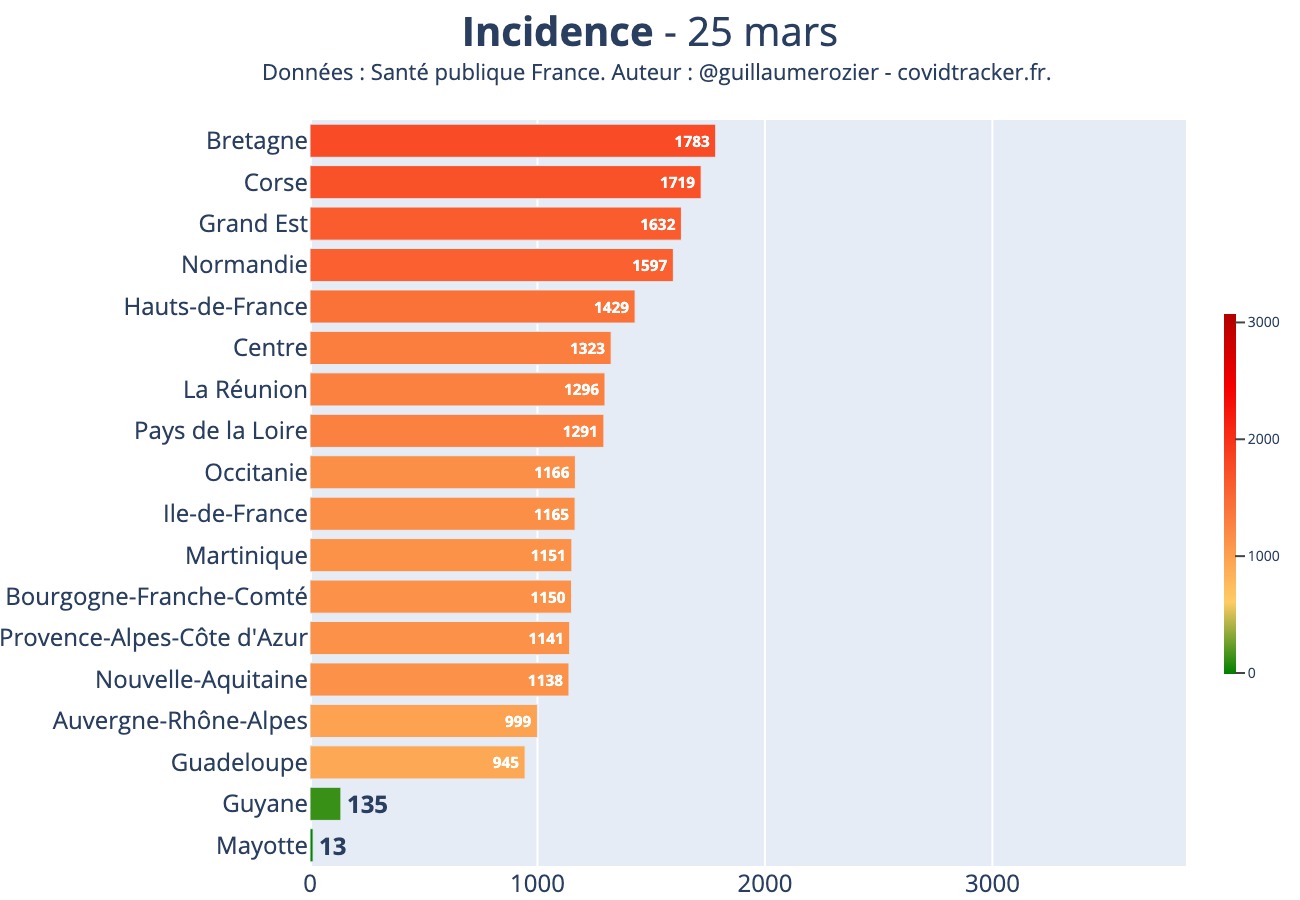 Incidence - 25 mars
Données : Santé publique France. Auteur : @guillaumerozier - covidtracker.fr.
Bretagne 1783
Corse 1719
Grand Est 1632
Normandie 1597
Hauts-de-France 1429
Centre 1323
La Réunion 1296
Pays de la Loire 1291
Occitanie 1166
Ile-de-France 1165
Martinique 1151
Bourgogne-Franche-Comté 1150
Provence-Alpes-Côte d'Azur 1141
Nouvelle-Aquitaine 1138
Auvergne-Rhône-Alpes 999
Guadeloupe 945
Guyane 135
Mayotte 13
0 1000 2000 3000
3000
2000
1000
0